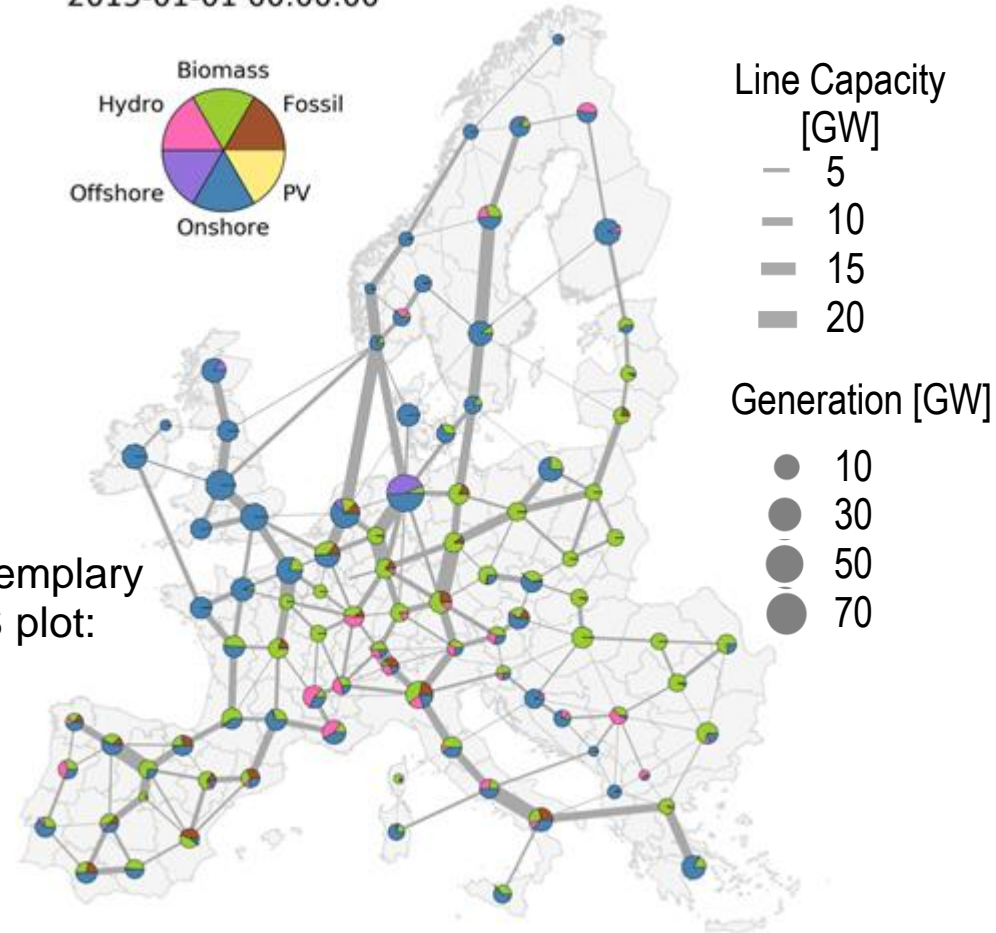 Biomass
Hydro
Fossil
Offshore
PV
Onshore
Line Capacity
[GW]
5
10
15
20
Generation [GW]
10
30
50
70
emplary
plot: